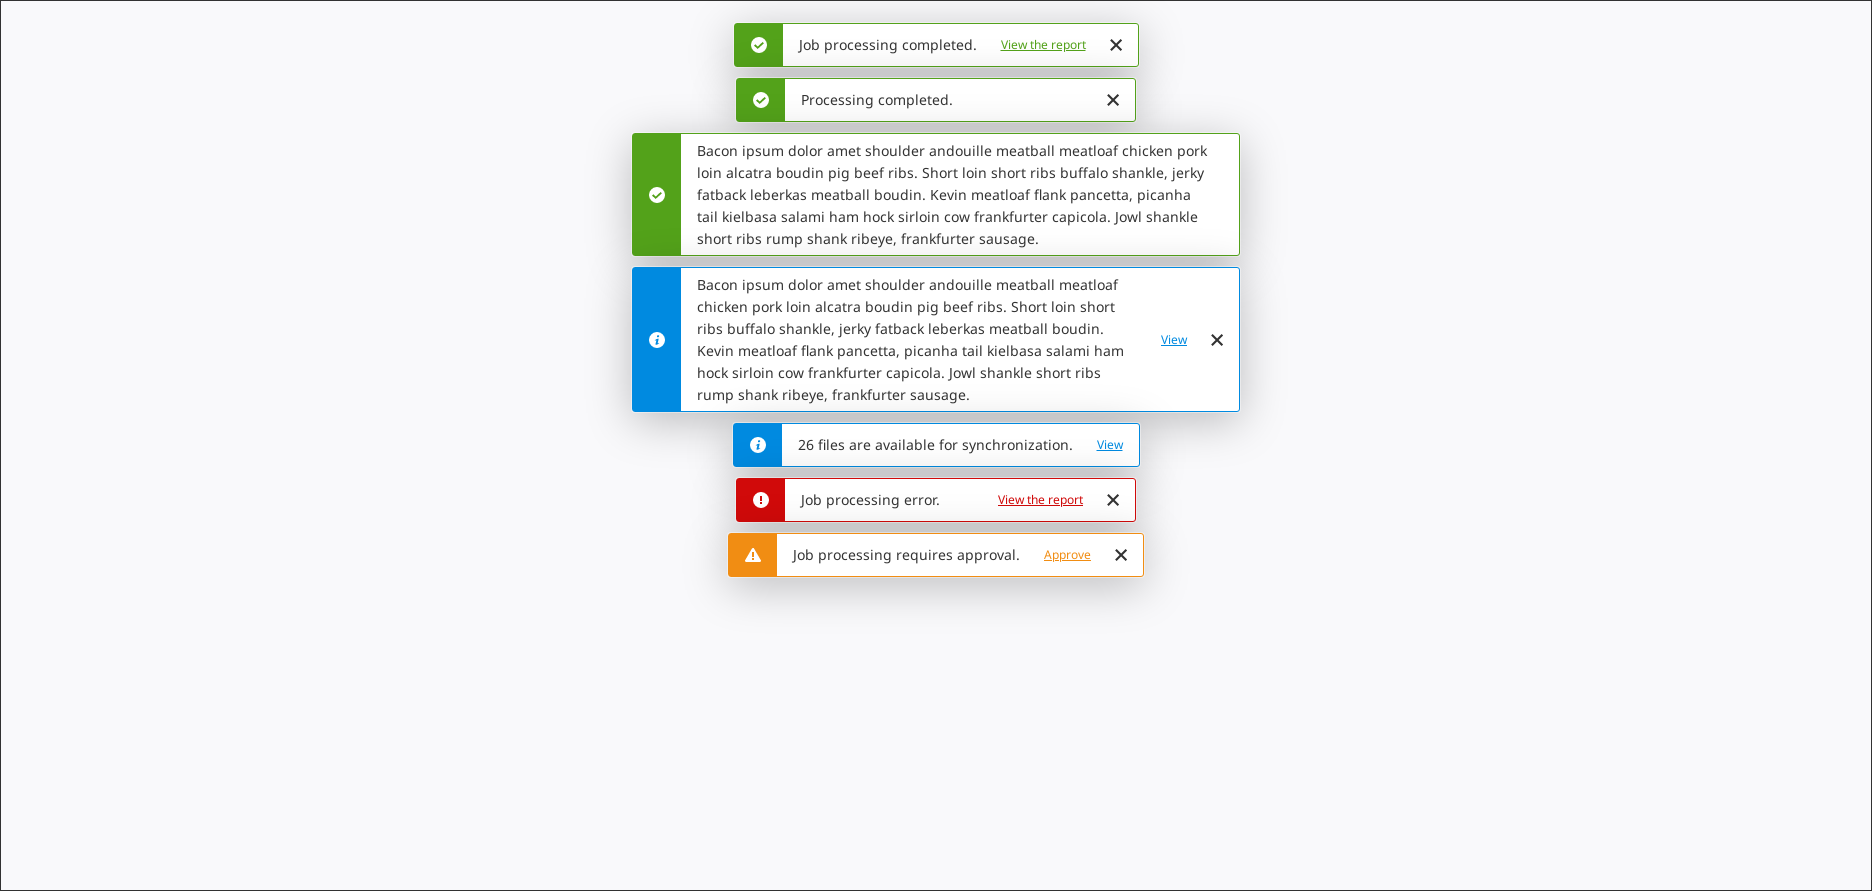 Job processing completed. View the report
Processing completed.
Bacon ipsum dolor amet shoulder andouille meatball meatloaf chicken pork
loin alcatra boudin pig beef ribs. Short loin short ribs buffalo shankle, jerky
fatback leberkas meatball boudin. Kevin meatloaf flank pancetta, picanha
tail kielbasa salami ham hock sirloin cow frankfurter capicola. Jowl shankle
short ribs rump shank ribeye, frankfurter sausage.
Bacon ipsum dolor amet shoulder andouille meatball meatloaf
chicken pork loin alcatra boudin pig beef ribs. Short loin short
ribs buffalo shankle, jerky fatback leberkas meatball boudin.
Kevin meatloaf flank pancetta, picanha tail kielbasa salami ham
hock sirloin cow frankfurter capicola. Jowl shankle short ribs
rump shank ribeye, frankfurter sausage.
View
26 files are available for synchronization. View
Job processing error. View the report
Job processing requires approval. Approve